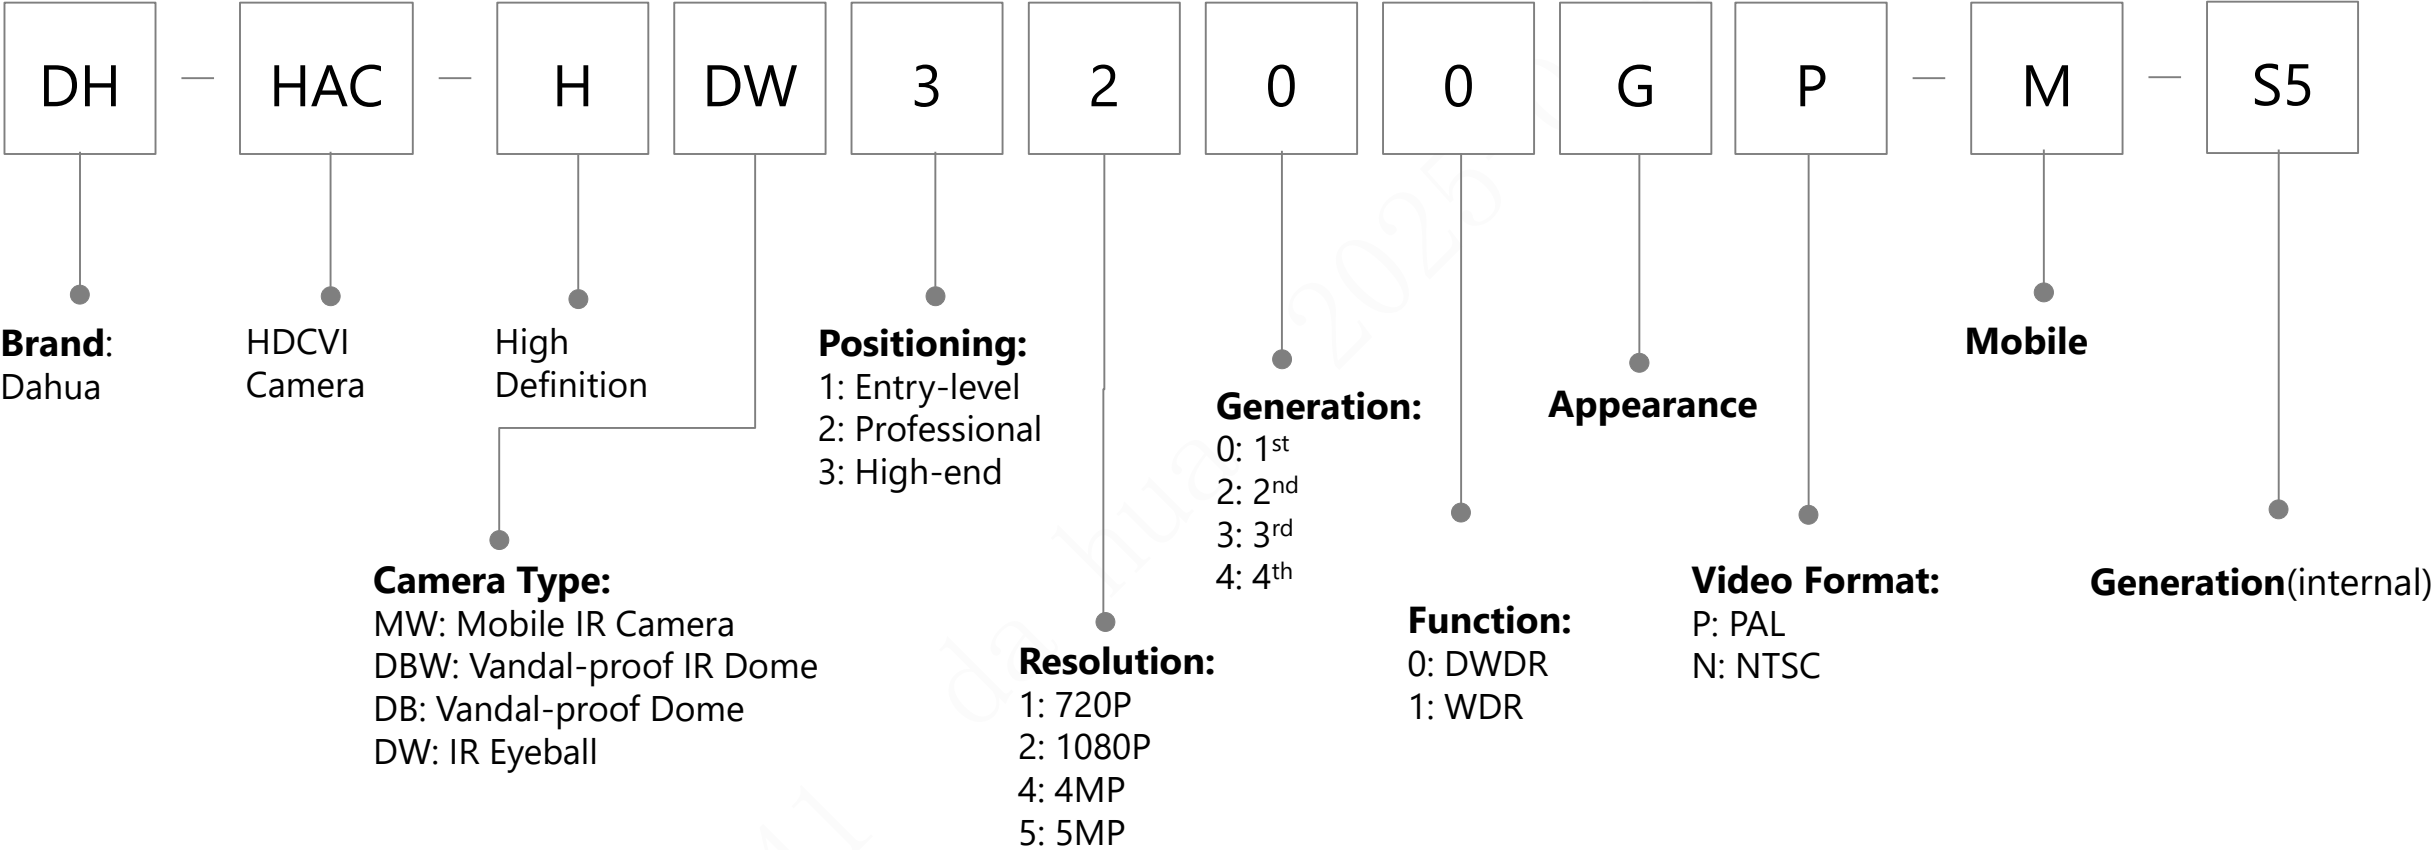 DH — HAC — H DW 3 2 0 0 G P — M — S5
Brand:
Dahua
HDCVI
Camera
High
Definition
Camera Type:
MW: Mobile IR Camera
DBW: Vandal-proof IR Dome
DB: Vandal-proof Dome
DW: IR Eyeball
Positioning:
1: Entry-level
2: Professional
3: High-end
Resolution:
1: 720P
2: 1080P
4: 4MP
5: 5MP
Generation:
0: 1st
2: 2nd
3: 3rd
4: 4th
Function:
0: DWDR
1: WDR
Appearance
Video Format:
P: PAL
N: NTSC
Mobile
Generation(internal)
da hua 2025